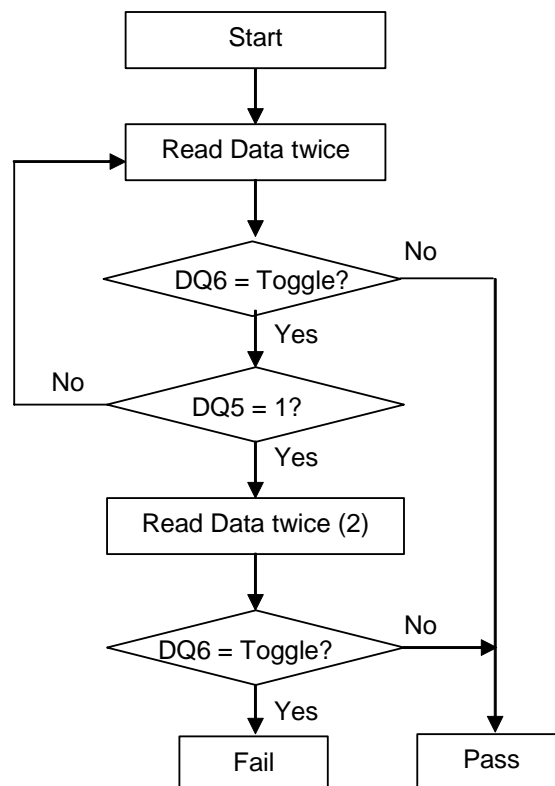 Start
Read Data twice
No
DQ6 = Toggle?
Yes
No
DQ5 = 1?
Yes
Read Data twice (2)
No
DQ6 = Toggle?
Yes
Fail
Pass